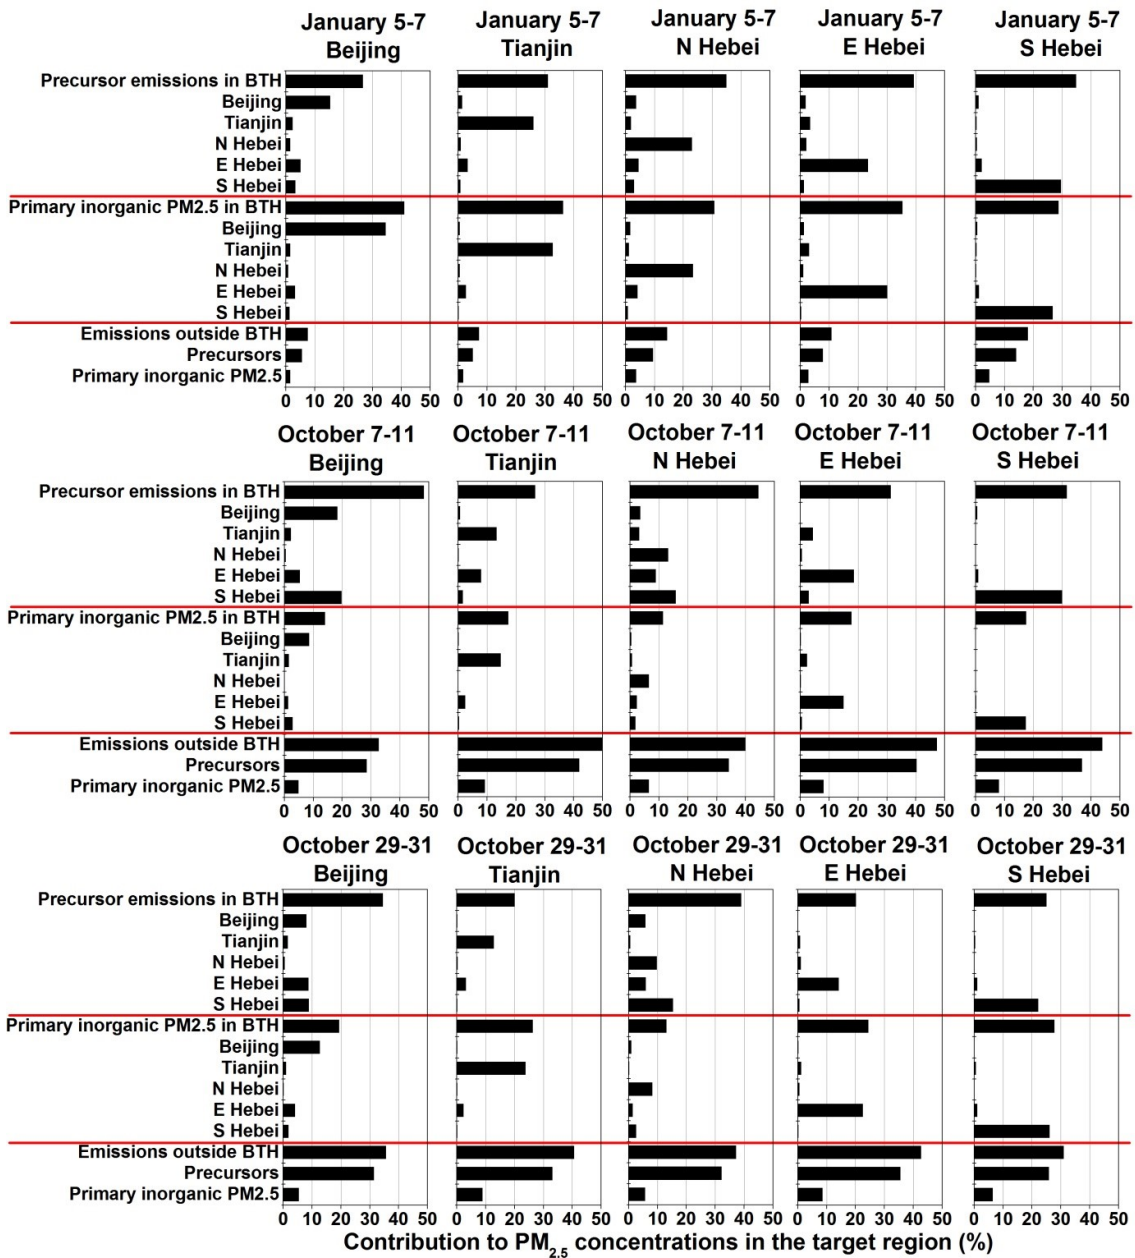 January 5-7 January 5-7 January 5-7 January 5-7 January 5-7
Beijing Tianjin N Hebei E Hebei S Hebei
Precursor emissions in BTH
Beijing
Tianjin
N Hebei
E Hebei
S Hebei
Primary inorganic PM2.5 in BTH
Beijing
Tianjin
N Hebei
E Hebei
S Hebei
Emissions outside BTH
Precursors
Primary inorganic PM2.5
0 10 20 30 40 50 0 10 20 30 40 50 0 10 20 30 40 50 0 10 20 30 40 50 0 10 20 30 40 50
October 7-11 October 7-11 October 7-11 October 7-11 October 7-11
Beijing Tianjin N Hebei E Hebei S Hebei
Precursor emissions in BTH
Beijing
Tianjin
N Hebei
E Hebei
S Hebei
Primary inorganic PM2.5 in BTH
Beijing
Tianjin
N Hebei
E Hebei
S Hebei
Emissions outside BTH
Precursors
Primary inorganic PM2.5
0 10 20 30 40 50 0 10 20 30 40 50 0 10 20 30 40 50 0 10 20 30 40 50 0 10 20 30 40 50
October 29-31 October 29-31 October 29-31 October 29-31 October 29-31
Beijing Tianjin N Hebei E Hebei S Hebei
Precursor emissions in BTH
Beijing
Tianjin
N Hebei
E Hebei
S Hebei
Primary inorganic PM2.5 in BTH
Beijing
Tianjin
N Hebei
E Hebei
S Hebei
Emissions outside BTH
Precursors
Primary inorganic PM2.5
0 10 20 30 40 50 0 10 20 30 40 50 0 10 20 30 40 50 0 10 20 30 40 50 0 10 20 30 40 50
Contribution to PM2.5 concentrations in the target region (%)